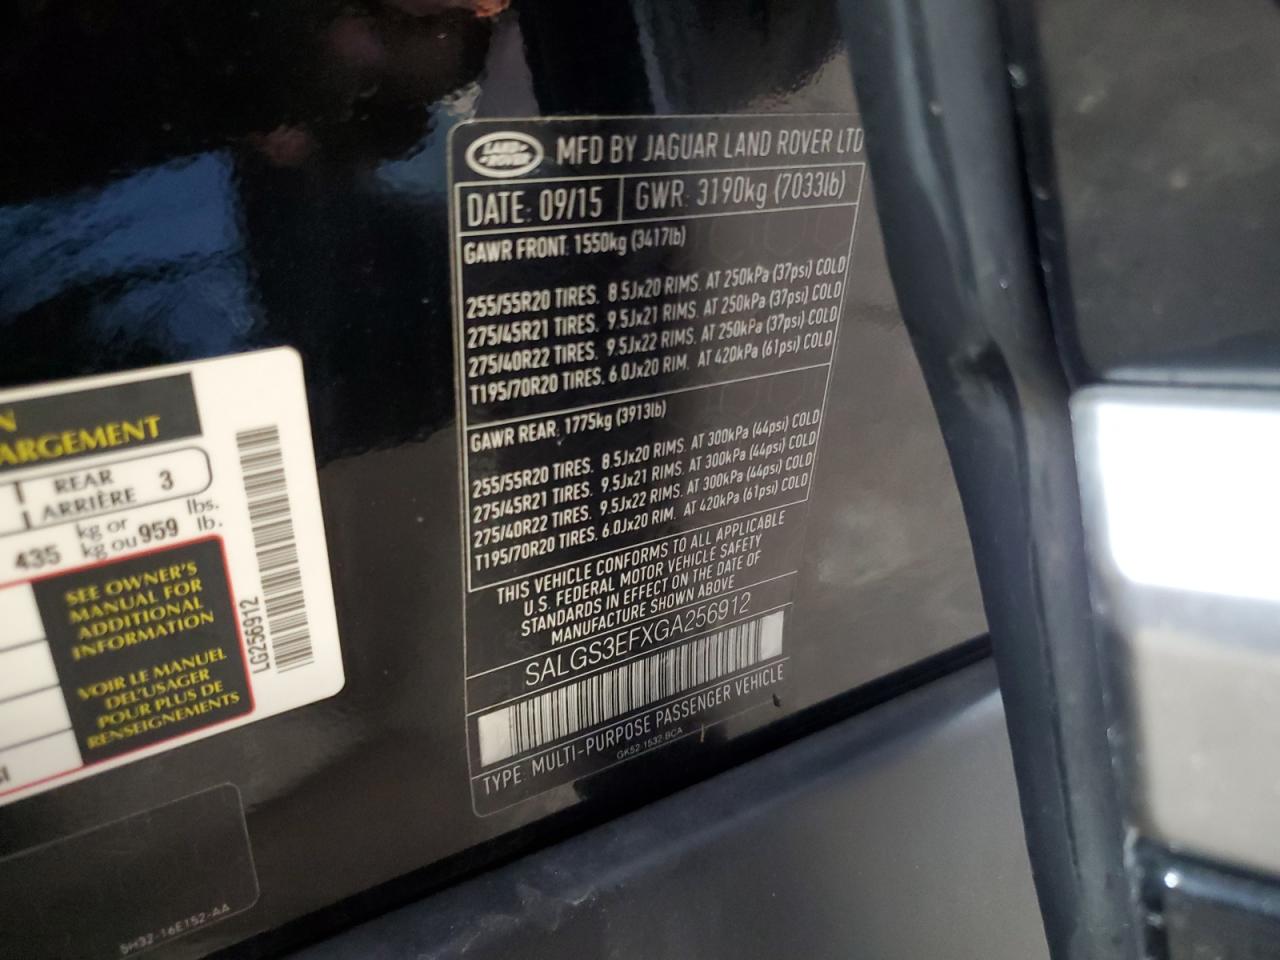 LAND ROVER
MFD BY JAGUAR LAND ROVER LTD
DATE: 09/15 GWR: 3190kg (7033lb)
GAWR FRONT: 1550kg (3417lb)
255/55R20 TIRES. 8.5Jx20 RIMS. AT 250kPa (37psi) COLD
275/45R21 TIRES. 9.5Jx21 RIMS. AT 250kPa (37psi) COLD
275/40R22 TIRES. 9.5Jx22 RIMS. AT 250kPa (37psi) COLD
T195/70R20 TIRES. 6.0Jx20 RIM. AT 420kPa (61psi) COLD
GAWR REAR: 1775kg (3913lb)
255/55R20 TIRES. 8.5Jx20 RIMS. AT 300kPa (44psi) COLD
275/45R21 TIRES. 9.5Jx21 RIMS. AT 300kPa (44psi) COLD
275/40R22 TIRES. 9.5Jx22 RIMS. AT 300kPa (44psi) COLD
T195/70R20 TIRES. 6.0Jx20 RIM. AT 420kPa (61psi) COLD
THIS VEHICLE CONFORMS TO ALL APPLICABLE
U.S. FEDERAL MOTOR VEHICLE SAFETY
STANDARDS IN EFFECT ON THE DATE OF
MANUFACTURE SHOWN ABOVE
SALGS3EFXGA256912
TYPE: MULTI-PURPOSE PASSENGER VEHICLE
GK52-1532-BCA
N
ARGEMENT
REAR
ARRIÈRE 3
435 kg or 959 lbs.
kg ou lb.
SEE OWNER'S
MANUAL FOR
ADDITIONAL
INFORMATION
VOIR LE MANUEL
DE L'USAGER
POUR PLUS DE
RENSEIGNEMENTS
LG256912
5H32-16E152-AA